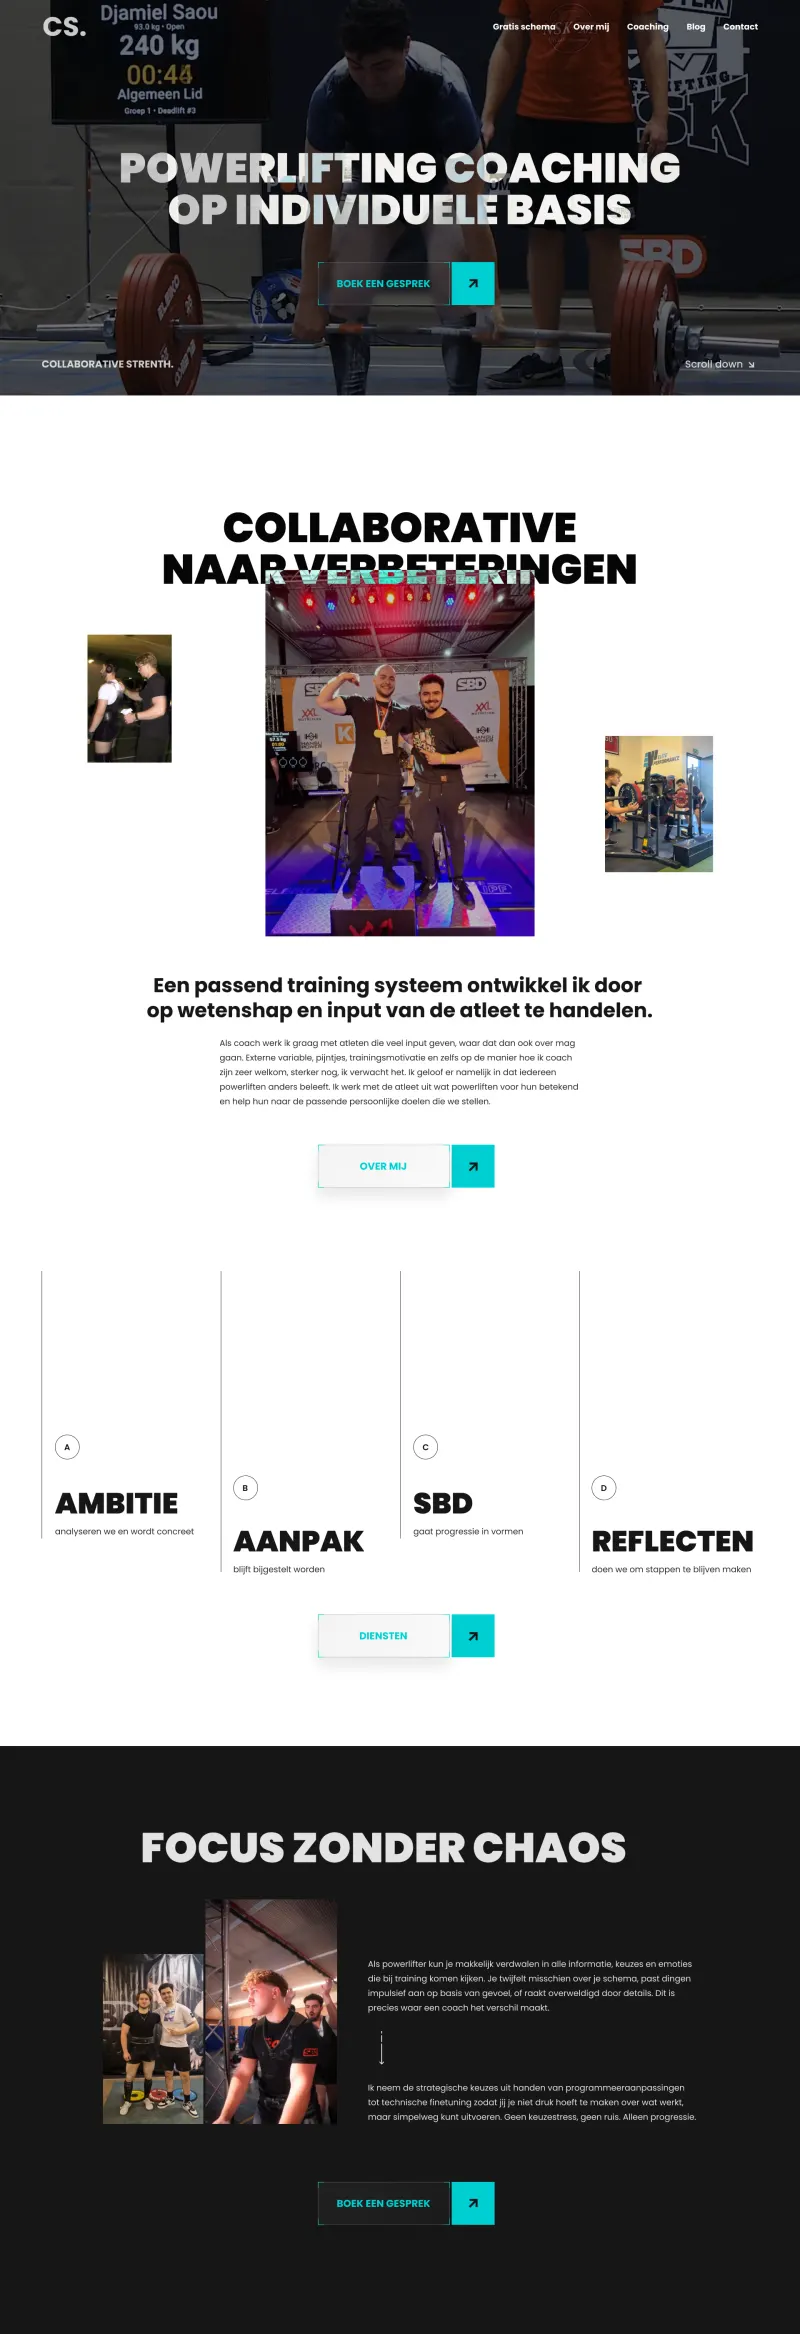 Djamiel Saou
93.0 kg • Open
240 kg
00:44
Algemeen Lid
Groep 1 • Deadlift #3
CS.
Gratis schema
Over mij
Coaching
Blog
Contact
POWERLIFTING COACHING
OP INDIVIDUELE BASIS
SBD
BOEK EEN GESPREK
COLLABORATIVE STRENTH.
Scroll down
COLLABORATIVE
NAAR VERBETERINGEN
SBD
SBD
XXL
XXL
Een passend training systeem ontwikkel ik door
op wetenshap en input van de atleet te handelen.
Als coach werk ik graag met atleten die veel input geven, waar dat dan ook over mag
gaan. Externe variable, pijntjes, trainingsmotivatie en zelfs op de manier hoe ik coach
zijn zeer welkom, sterker nog, ik verwacht het. Ik geloof er namelijk in dat iedereen
powerliften anders beleeft. Ik werk met de atleet uit wat powerliften voor hun betekend
en help hun naar de passende persoonlijke doelen die we stellen.
OVER MIJ
A
AMBITIE
analyseren we en wordt concreet
B
AANPAK
blijft bijgestelt worden
C
SBD
gaat progressie in vormen
D
REFLECTEN
doen we om stappen te blijven maken
DIENSTEN
FOCUS ZONDER CHAOS
Als powerlifter kun je makkelijk verdwalen in alle informatie, keuzes en emoties
die bij training komen kijken. Je twijfelt misschien over je schema, past dingen
impulsief aan op basis van gevoel, of raakt overweldigd door details. Dit is
precies waar een coach het verschil maakt.
Ik neem de strategische keuzes uit handen van programmeeraanpassingen
tot technische finetuning zodat jij je niet druk hoeft te maken over wat werkt,
maar simpelweg kunt uitvoeren. Geen keuzestress, geen ruis. Alleen progressie.
BOEK EEN GESPREK